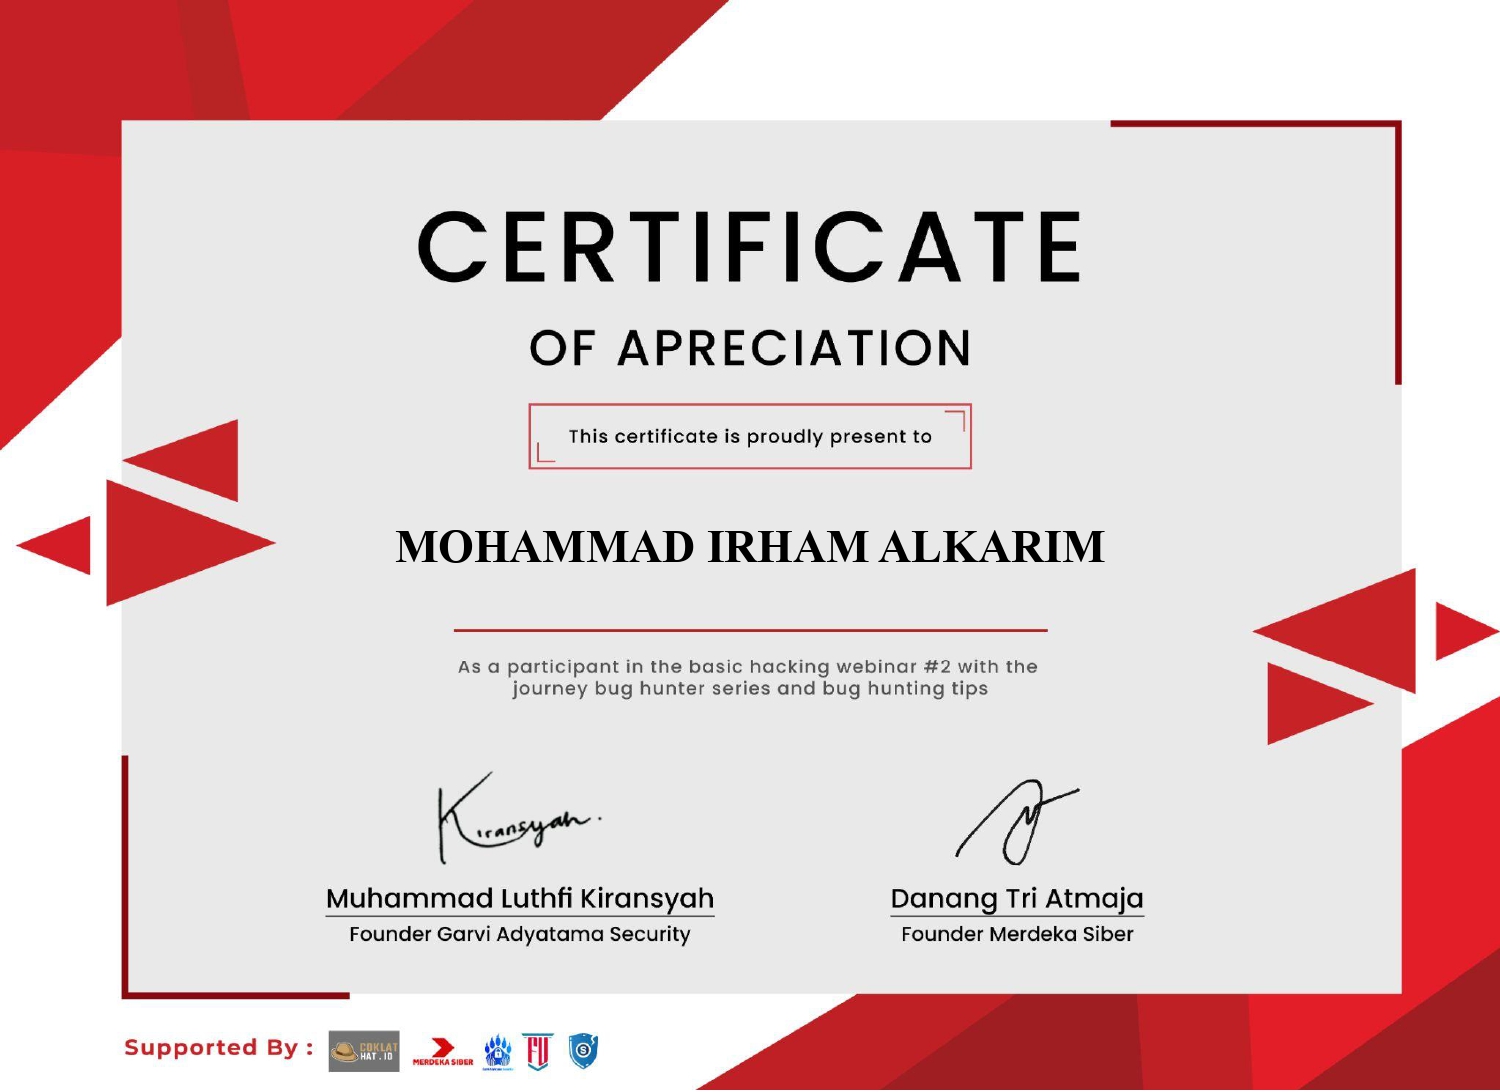 CERTIFICATE
OF APRECIATION
This certificate is proudly present to
MOHAMMAD IRHAM ALKARIM
As a participant in the basic hacking webinar #2 with the
journey bug hunter series and bug hunting tips
Kiransyah.
Muhammad Luthfi Kiransyah
Founder Garvi Adyatama Security
Danang Tri Atmaja
Founder Merdeka Siber
Supported By :
COKLAT
HAT.ID
MERDEKA SIBER
FU
S